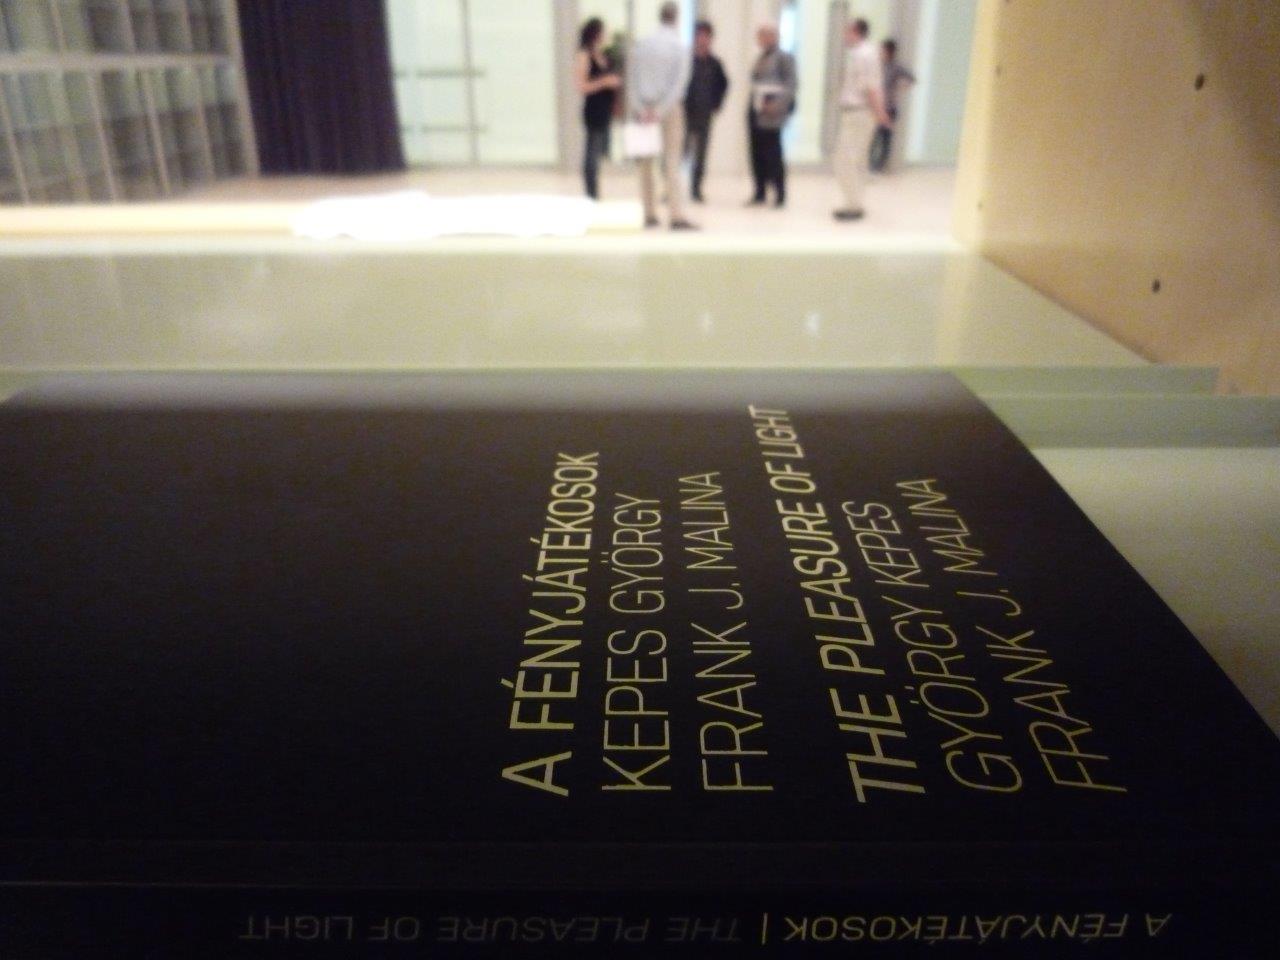 A FÉNYJÁTÉKOSOK
KEPES GYÖRGY
FRANK J. MALINA
THE PLEASURE OF LIGHT
GYÖRGY KEPES
FRANK J. MALINA
A FÉNYJÁTÉKOSOK | THE PLEASURE OF LIGHT